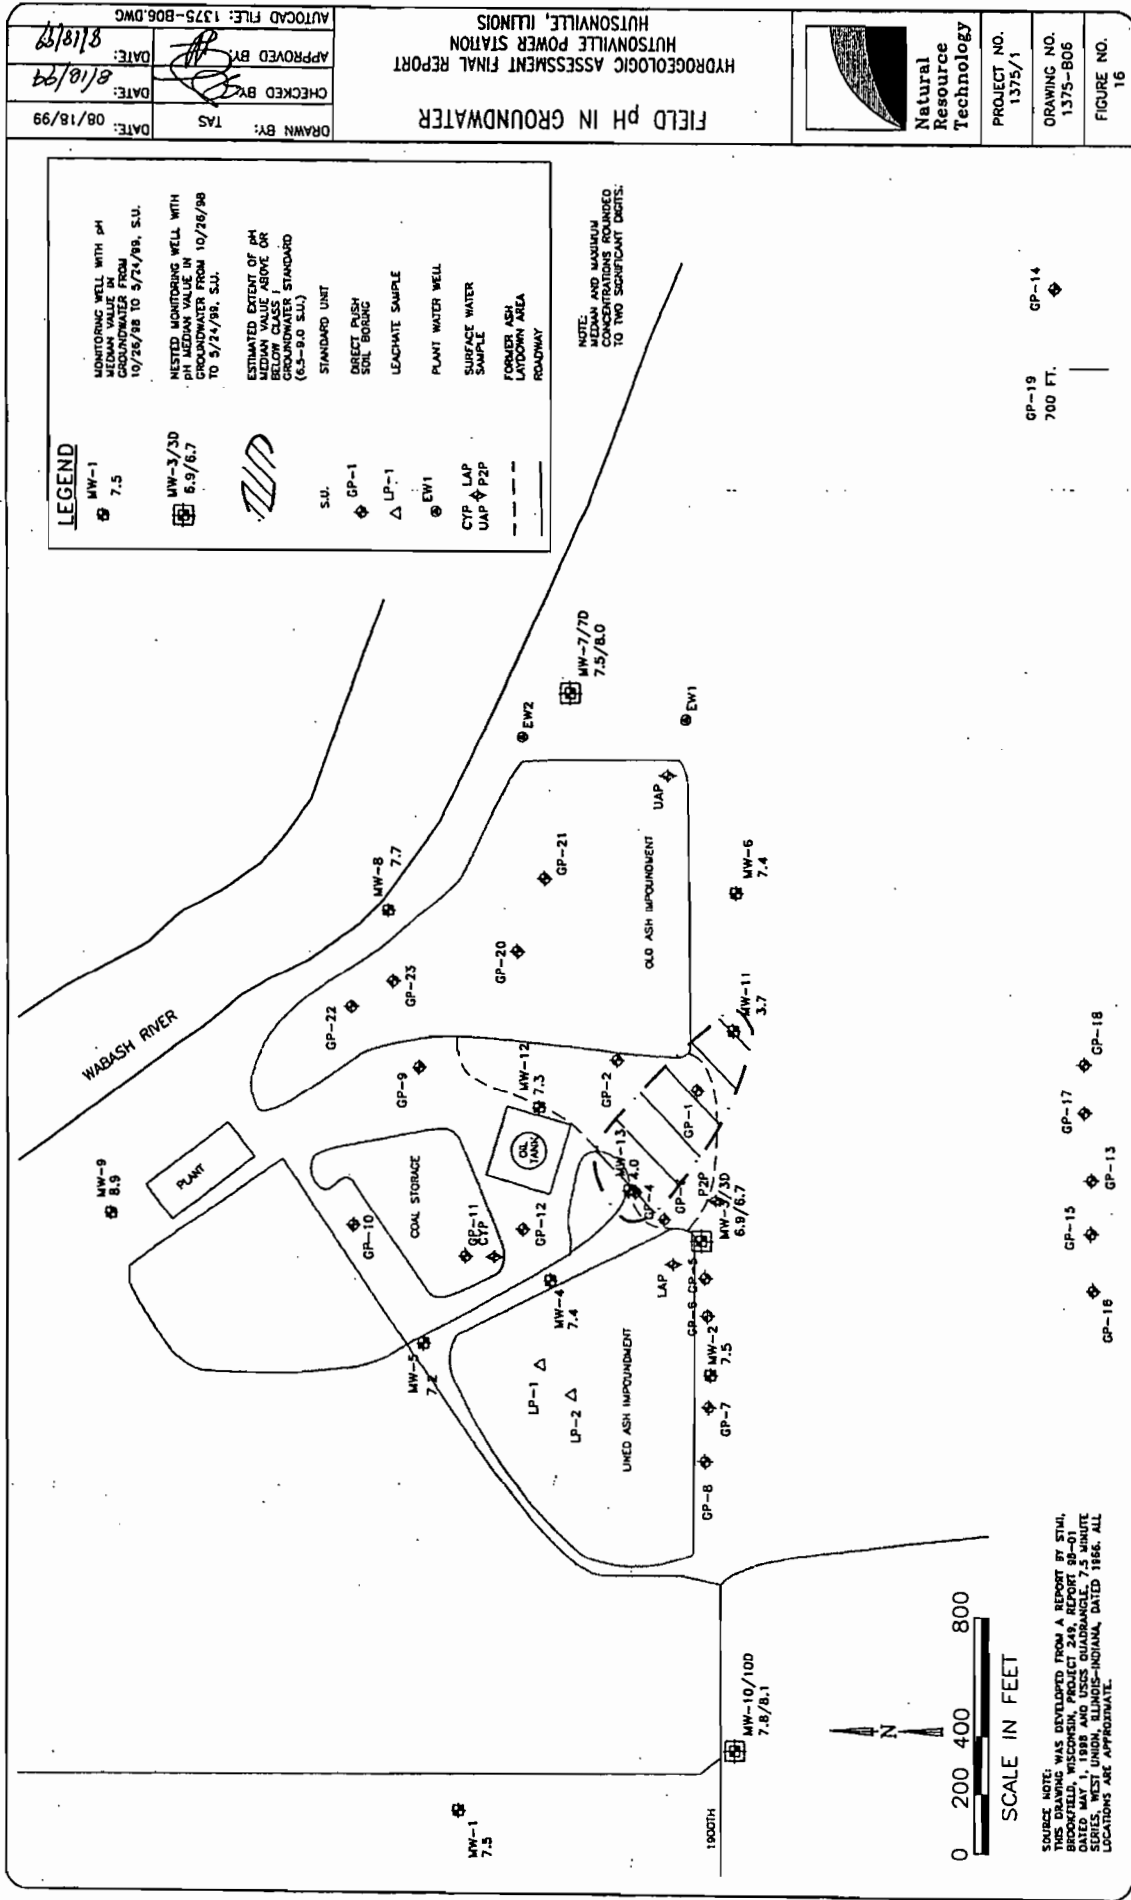 LEGEND
MW-1
7.5
MONITORING WELL WITH pH
MEDIAN VALUE IN
GROUNDWATER FROM
10/26/98 TO 5/24/99, S.U.
MW-3/3D
6.9/6.7
NESTED MONITORING WELL WITH
pH MEDIAN VALUE IN
GROUNDWATER FROM 10/26/98
TO 5/24/99, S.U.
ESTIMATED EXTENT OF pH
MEDIAN VALUE ABOVE OR
BELOW CLASS I
GROUNDWATER STANDARD
(6.5-9.0 S.U.)
S.U.
STANDARD UNIT
GP-1
DIRECT PUSH
SOIL BORING
LP-1
LEACHATE SAMPLE
EW1
PLANT WATER WELL
CYP LAP
UAP P2P
SURFACE WATER
SAMPLE
FORMER ASH
LAYDOWN AREA
ROADWAY
NOTE:
MEDIAN AND MAXIMUM
CONCENTRATIONS ROUNDED
TO TWO SIGNIFICANT DIGITS.
WABASH RIVER
MW-9
8.9
PLANT
MW-8
7.7
GP-22
GP-23
GP-9
GP-20
GP-21
EW2
MW-7/7D
7.5/8.0
EW1
UAP
OLD ASH IMPOUNDMENT
MW-6
7.4
MW-11
3.7
GP-10
COAL STORAGE
GP-11
CYP
GP-12
OIL
TANK
MW-12
7.3
GP-2
GP-1
MW-13
4.0
GP-4
P2P
MW-3/3D
6.9/6.7
MW-5
7.2
MW-4
7.4
LP-1
LP-2
LINED ASH IMPOUNDMENT
LAP
GP-5
GP-6
MW-2
7.5
GP-7
GP-8
MW-1
7.5
1900TH
MW-10/10D
7.8/8.1
GP-14
GP-19
700 FT.
GP-18
GP-17
GP-13
GP-15
GP-16
N
0 200 400 800
SCALE IN FEET
SOURCE NOTE:
THIS DRAWING WAS DEVELOPED FROM A REPORT BY STMI,
BROOKFIELD, WISCONSIN, PROJECT 249, REPORT 98-01
DATED MAY 1, 1998 AND USGS QUADRANGLE, 7.5 MINUTE
SERIES, WEST UNION, ILLINOIS-INDIANA, DATED 1966. ALL
LOCATIONS ARE APPROXIMATE.
Natural
Resource
Technology
PROJECT NO.
1375/1
DRAWING NO.
1375-B06
FIGURE NO.
16
FIELD pH IN GROUNDWATER
HYDROGEOLOGIC ASSESSMENT FINAL REPORT
HUTSONVILLE POWER STATION
HUTSONVILLE, ILLINOIS
DRAWN BY: TAS DATE: 08/18/99
CHECKED BY: DATE: 8/18/99
APPROVED BY: DATE: 8/18/99
AUTOCAD FILE: 1375-B06.DWG